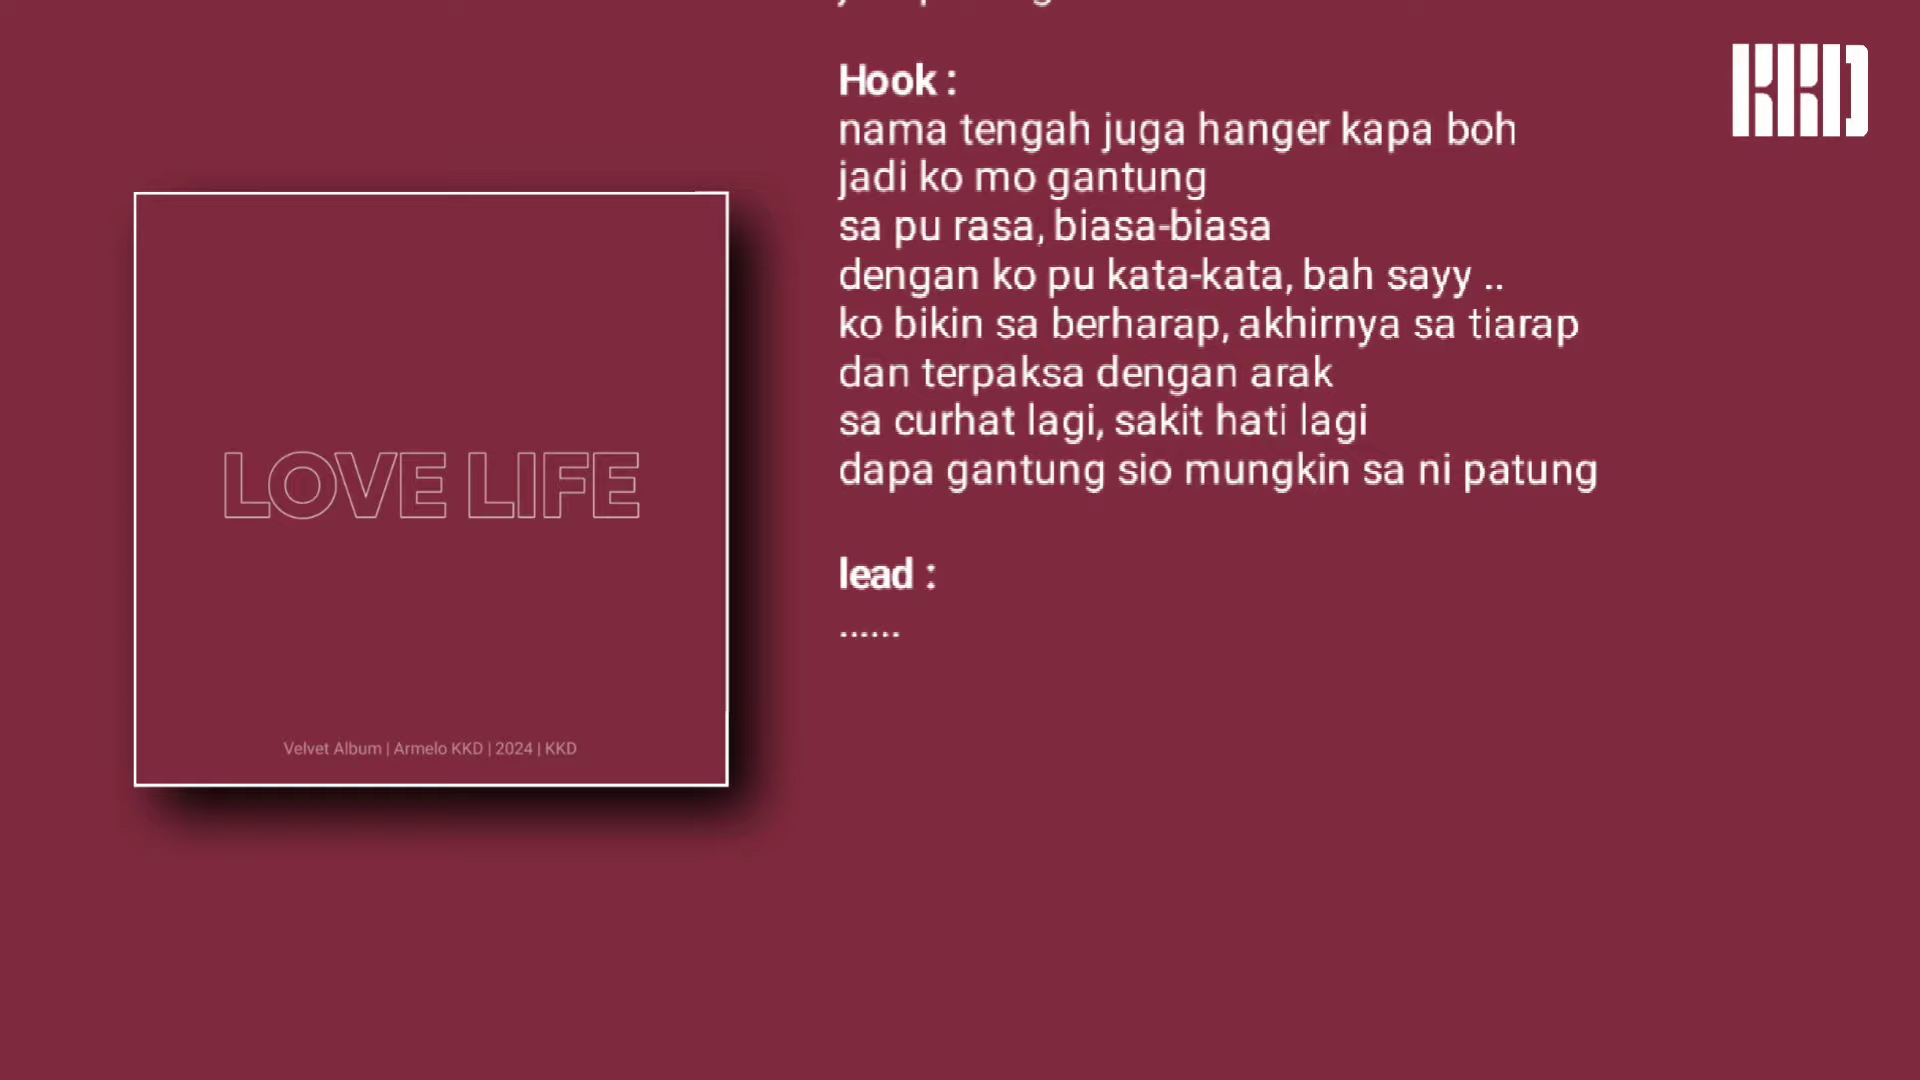 Hook :
nama tengah juga hanger kapa boh
jadi ko mo gantung
sa pu rasa, biasa-biasa
dengan ko pu kata-kata, bah sayy ..
ko bikin sa berharap, akhirnya sa tiarap
dan terpaksa dengan arak
sa curhat lagi, sakit hati lagi
dapa gantung sio mungkin sa ni patung
lead :
......
LOVE LIFE
Velvet Album | Armelo KKD | 2024 | KKD
KKD